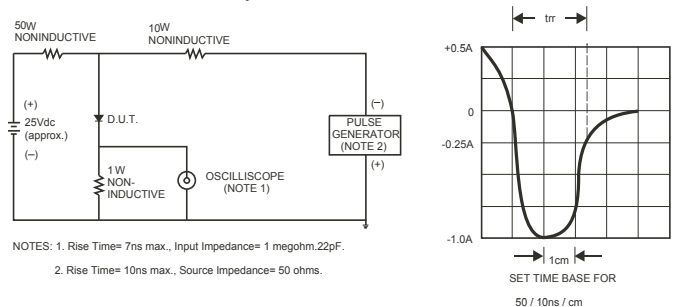 50W
NONINDUCTIVE
10W
NONINDUCTIVE
(+)
25Vdc
(approx.)
(–)
D.U.T.
1W
NON-
INDUCTIVE
OSCILLISCOPE
(NOTE 1)
(–)
PULSE
GENERATOR
(NOTE 2)
(+)
NOTES: 1. Rise Time= 7ns max., Input Impedance= 1 megohm.22pF.
2. Rise Time= 10ns max., Source Impedance= 50 ohms.
trr
+0.5A
0
-0.25A
-1.0A
1cm
SET TIME BASE FOR
50 / 10ns / cm